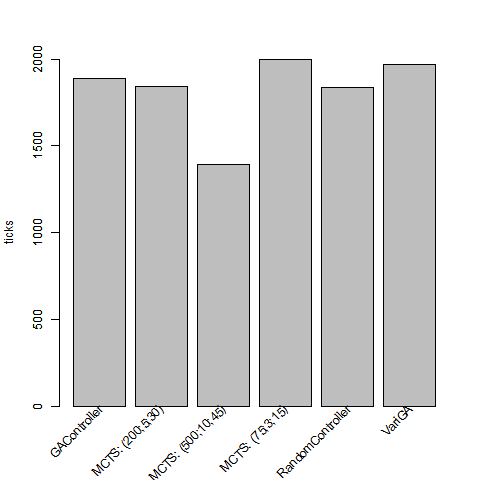 2000
1500
1000
500
0
ticks
GAController
MCTS: (200;5;30)
MCTS: (500;10;45)
MCTS: (75;3;15)
RandomController
VariGA